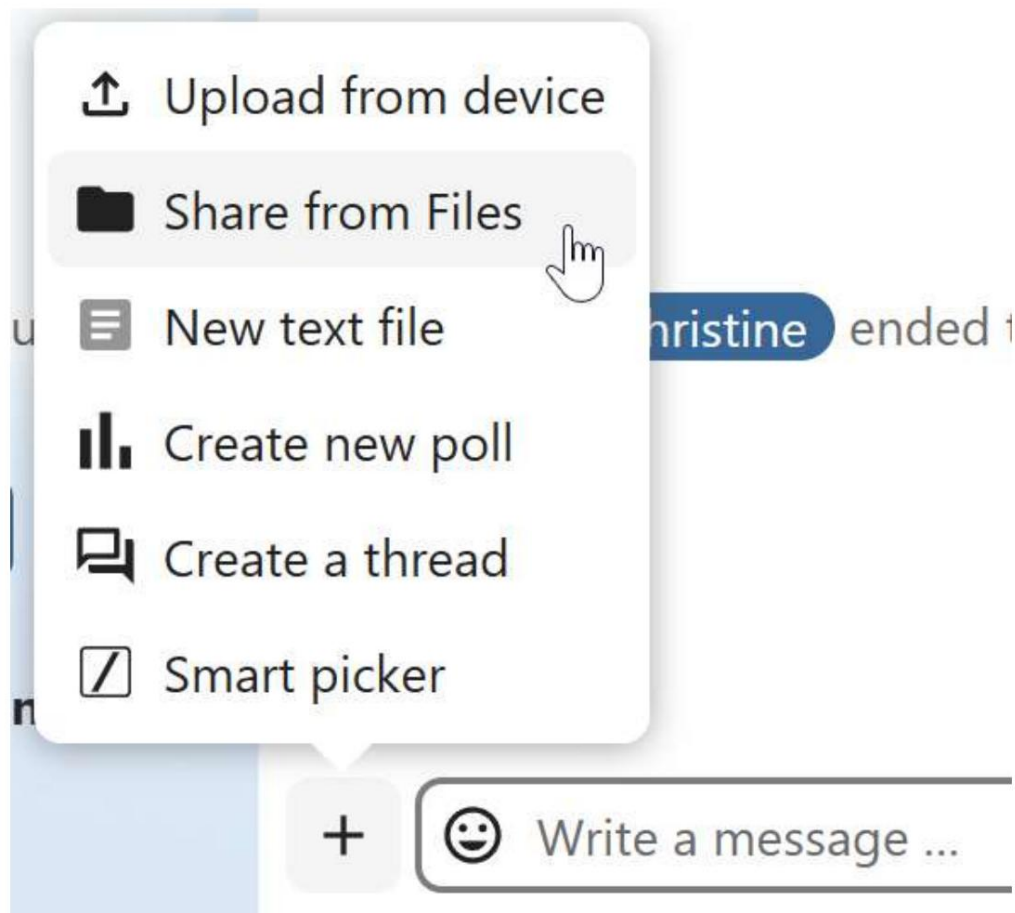 Upload from device
Share from Files
New text file
ended
Create new poll
Create a thread
Smart picker
Write a message ...